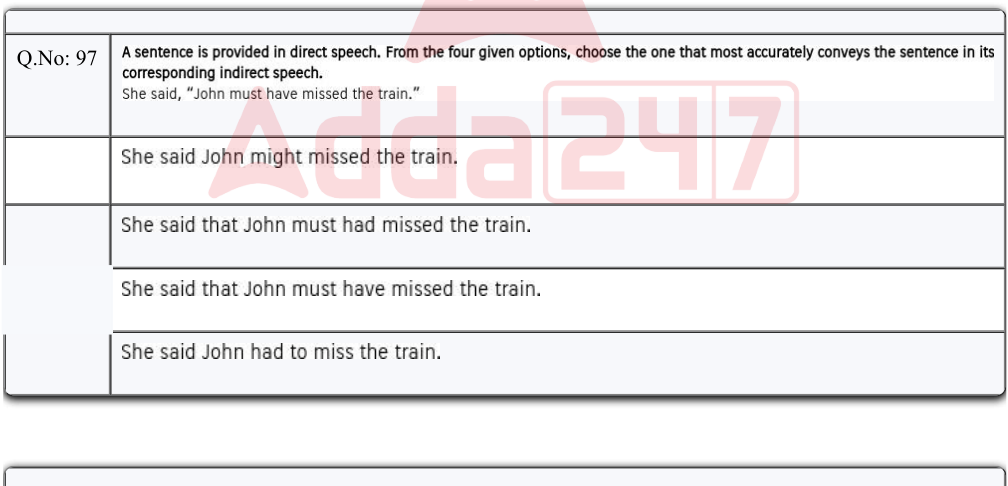 Q.No: 97
A sentence is provided in direct speech. From the four given options, choose the one that most accurately conveys the sentence in its
corresponding indirect speech.
She said, “John must have missed the train.”
Adda247
She said John might missed the train.
She said that John must had missed the train.
She said that John must have missed the train.
She said John had to miss the train.